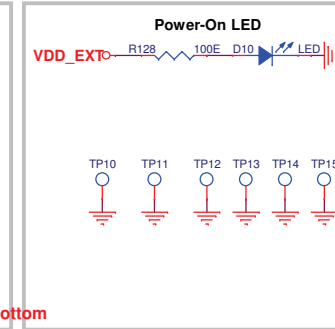 Power-On LED
VDD_EXT R128 100E D10 LED
TP10 TP11 TP12 TP13 TP14 TP15
ottom